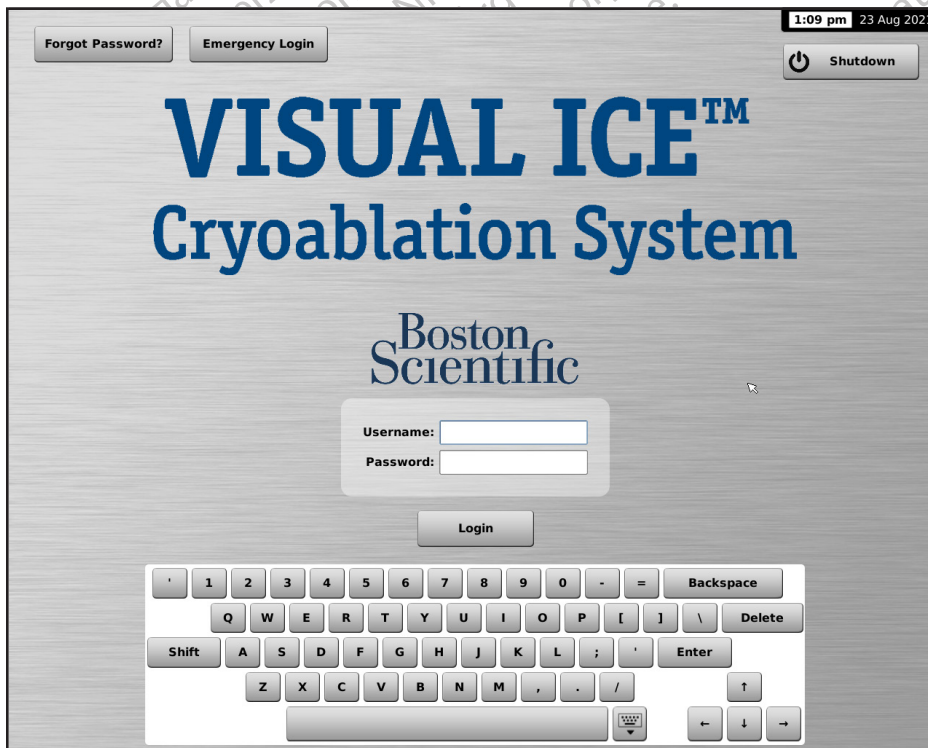 1:09 pm 23 Aug 202
Forgot Password? Emergency Login
Shutdown
VISUAL ICE™
Cryoablation System
Boston
Scientific
Username:
Password:
Login
' 1 2 3 4 5 6 7 8 9 0 - = Backspace
Q W E R T Y U I O P [ ] \ Delete
Shift A S D F G H J K L ; ' Enter
Z X C V B N M , . / ↑
← ↓ →